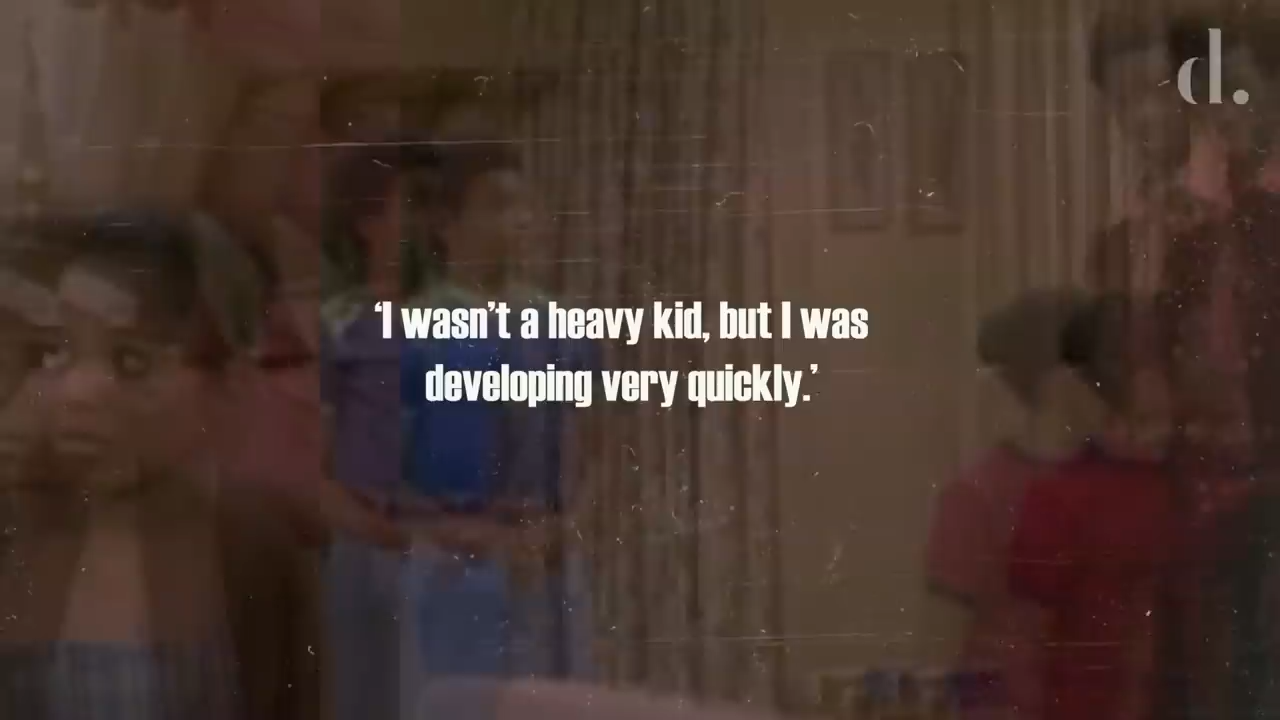 d.
‘I wasn’t a heavy kid, but I was
developing very quickly.’